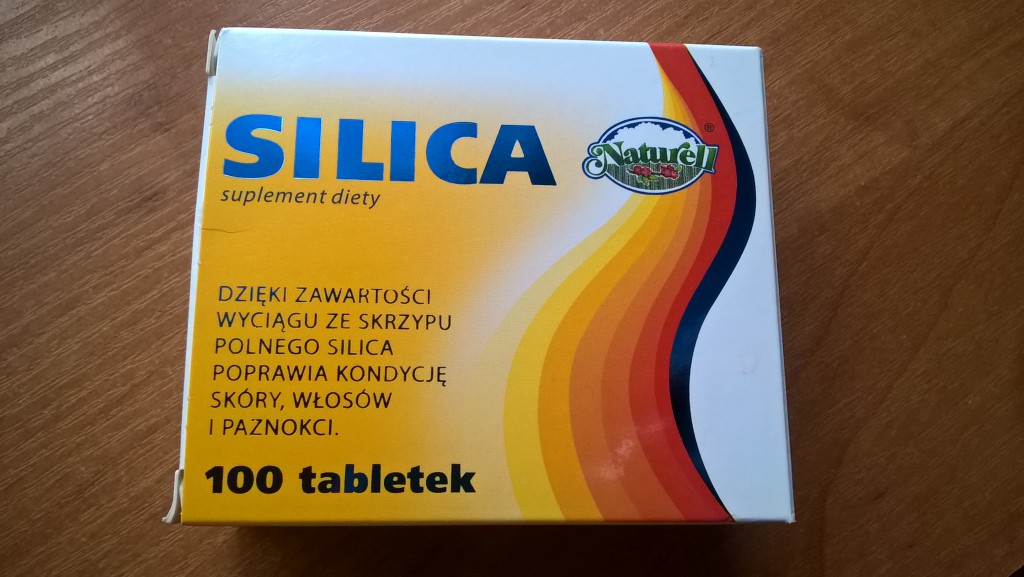 SILICA
Naturell ®
suplement diety
DZIĘKI ZAWARTOŚCI
WYCIĄGU ZE SKRZYPU
POLNEGO SILICA
POPRAWIA KONDYCJĘ
SKÓRY, WŁOSÓW
I PAZNOKCI.
100 tabletek